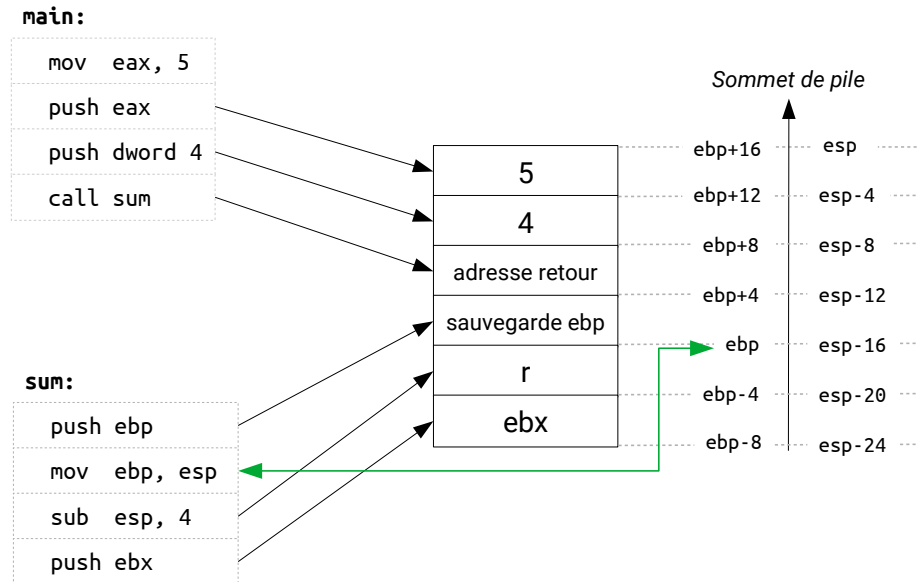 main:
mov eax, 5
push eax
push dword 4
call sum
sum:
push ebp
mov ebp, esp
sub esp, 4
push ebx
5
4
adresse retour
sauvegarde ebp
r
ebx
Sommet de pile
ebp+16 esp
ebp+12 esp-4
ebp+8 esp-8
ebp+4 esp-12
ebp esp-16
ebp-4 esp-20
ebp-8 esp-24